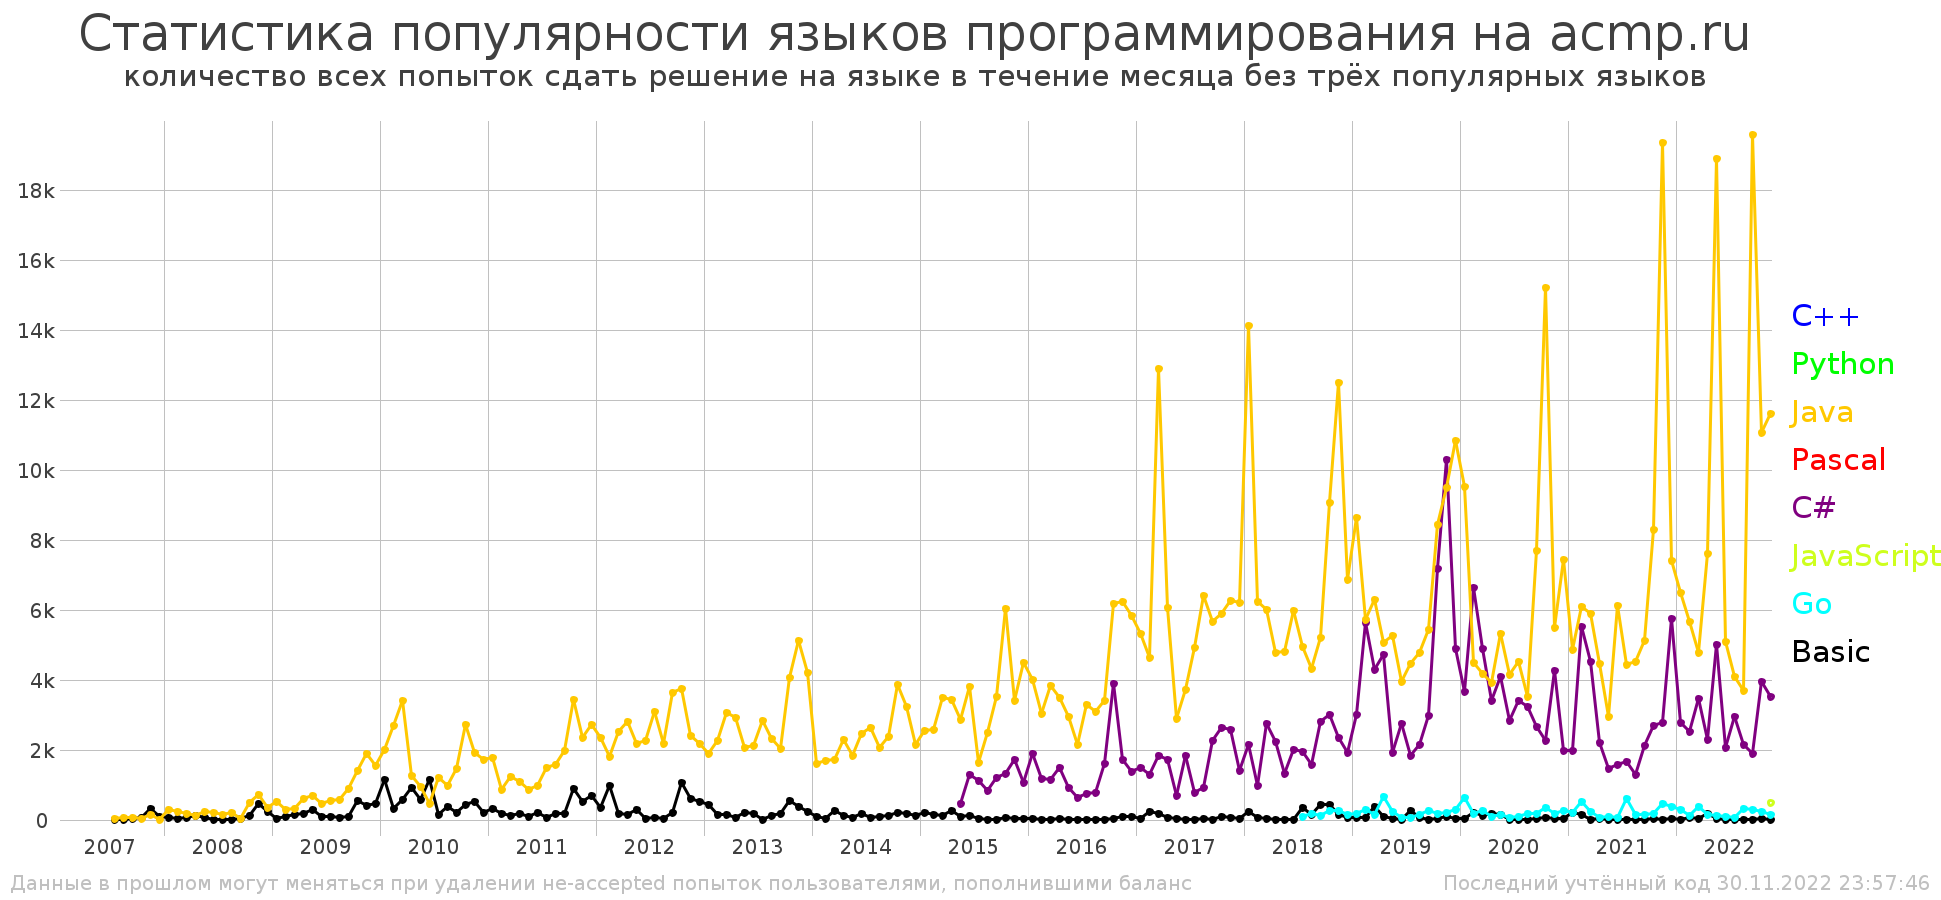 Статистика популярности языков программирования на acmp.ru
количество всех попыток сдать решение на языке в течение месяца без трёх популярных языков
18k
16k
14k
12k
10k
8k
6k
4k
2k
0
2007 2008 2009 2010 2011 2012 2013 2014 2015 2016 2017 2018 2019 2020 2021 2022
C++
Python
Java
Pascal
C#
JavaScript
Go
Basic
Данные в прошлом могут меняться при удалении не-accepted попыток пользователями, пополнившими баланс
Последний учтённый код 30.11.2022 23:57:46